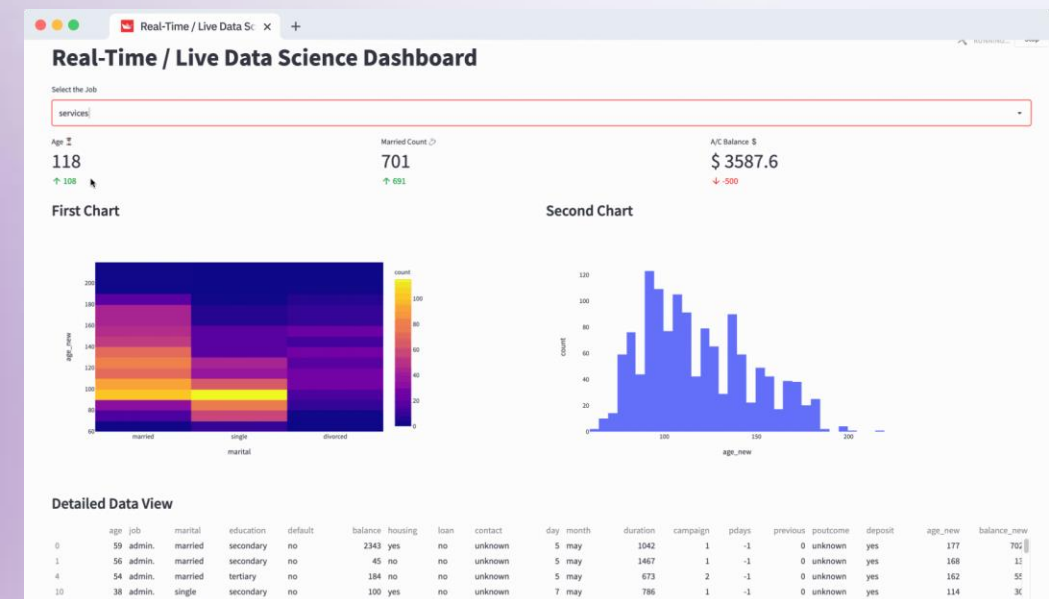 Real-Time / Live Data Sc × +
Real-Time / Live Data Science Dashboard
Select the Job
services
Age
118
↑ 108
Married Count
701
↑ 691
A/C Balance $
$ 3587.6
↓ -500
First Chart
Second Chart
count
200
180
160
140
120
100
80
60
age_new
married single divorced
marital
100
80
60
40
20
0
120
100
80
60
40
20
0
count
100 150 200
age_new
Detailed Data View
age job marital education default balance housing loan contact day month duration campaign pdays previous poutcome deposit age_new balance_new
0 59 admin. married secondary no 2343 yes no unknown 5 may 1042 1 -1 0 unknown yes 177 702
1 56 admin. married secondary no 45 no no unknown 5 may 1467 1 -1 0 unknown yes 168 13
4 54 admin. married tertiary no 184 no no unknown 5 may 673 2 -1 0 unknown yes 162 55
10 38 admin. single secondary no 100 yes no unknown 7 may 786 1 -1 0 unknown yes 114 30